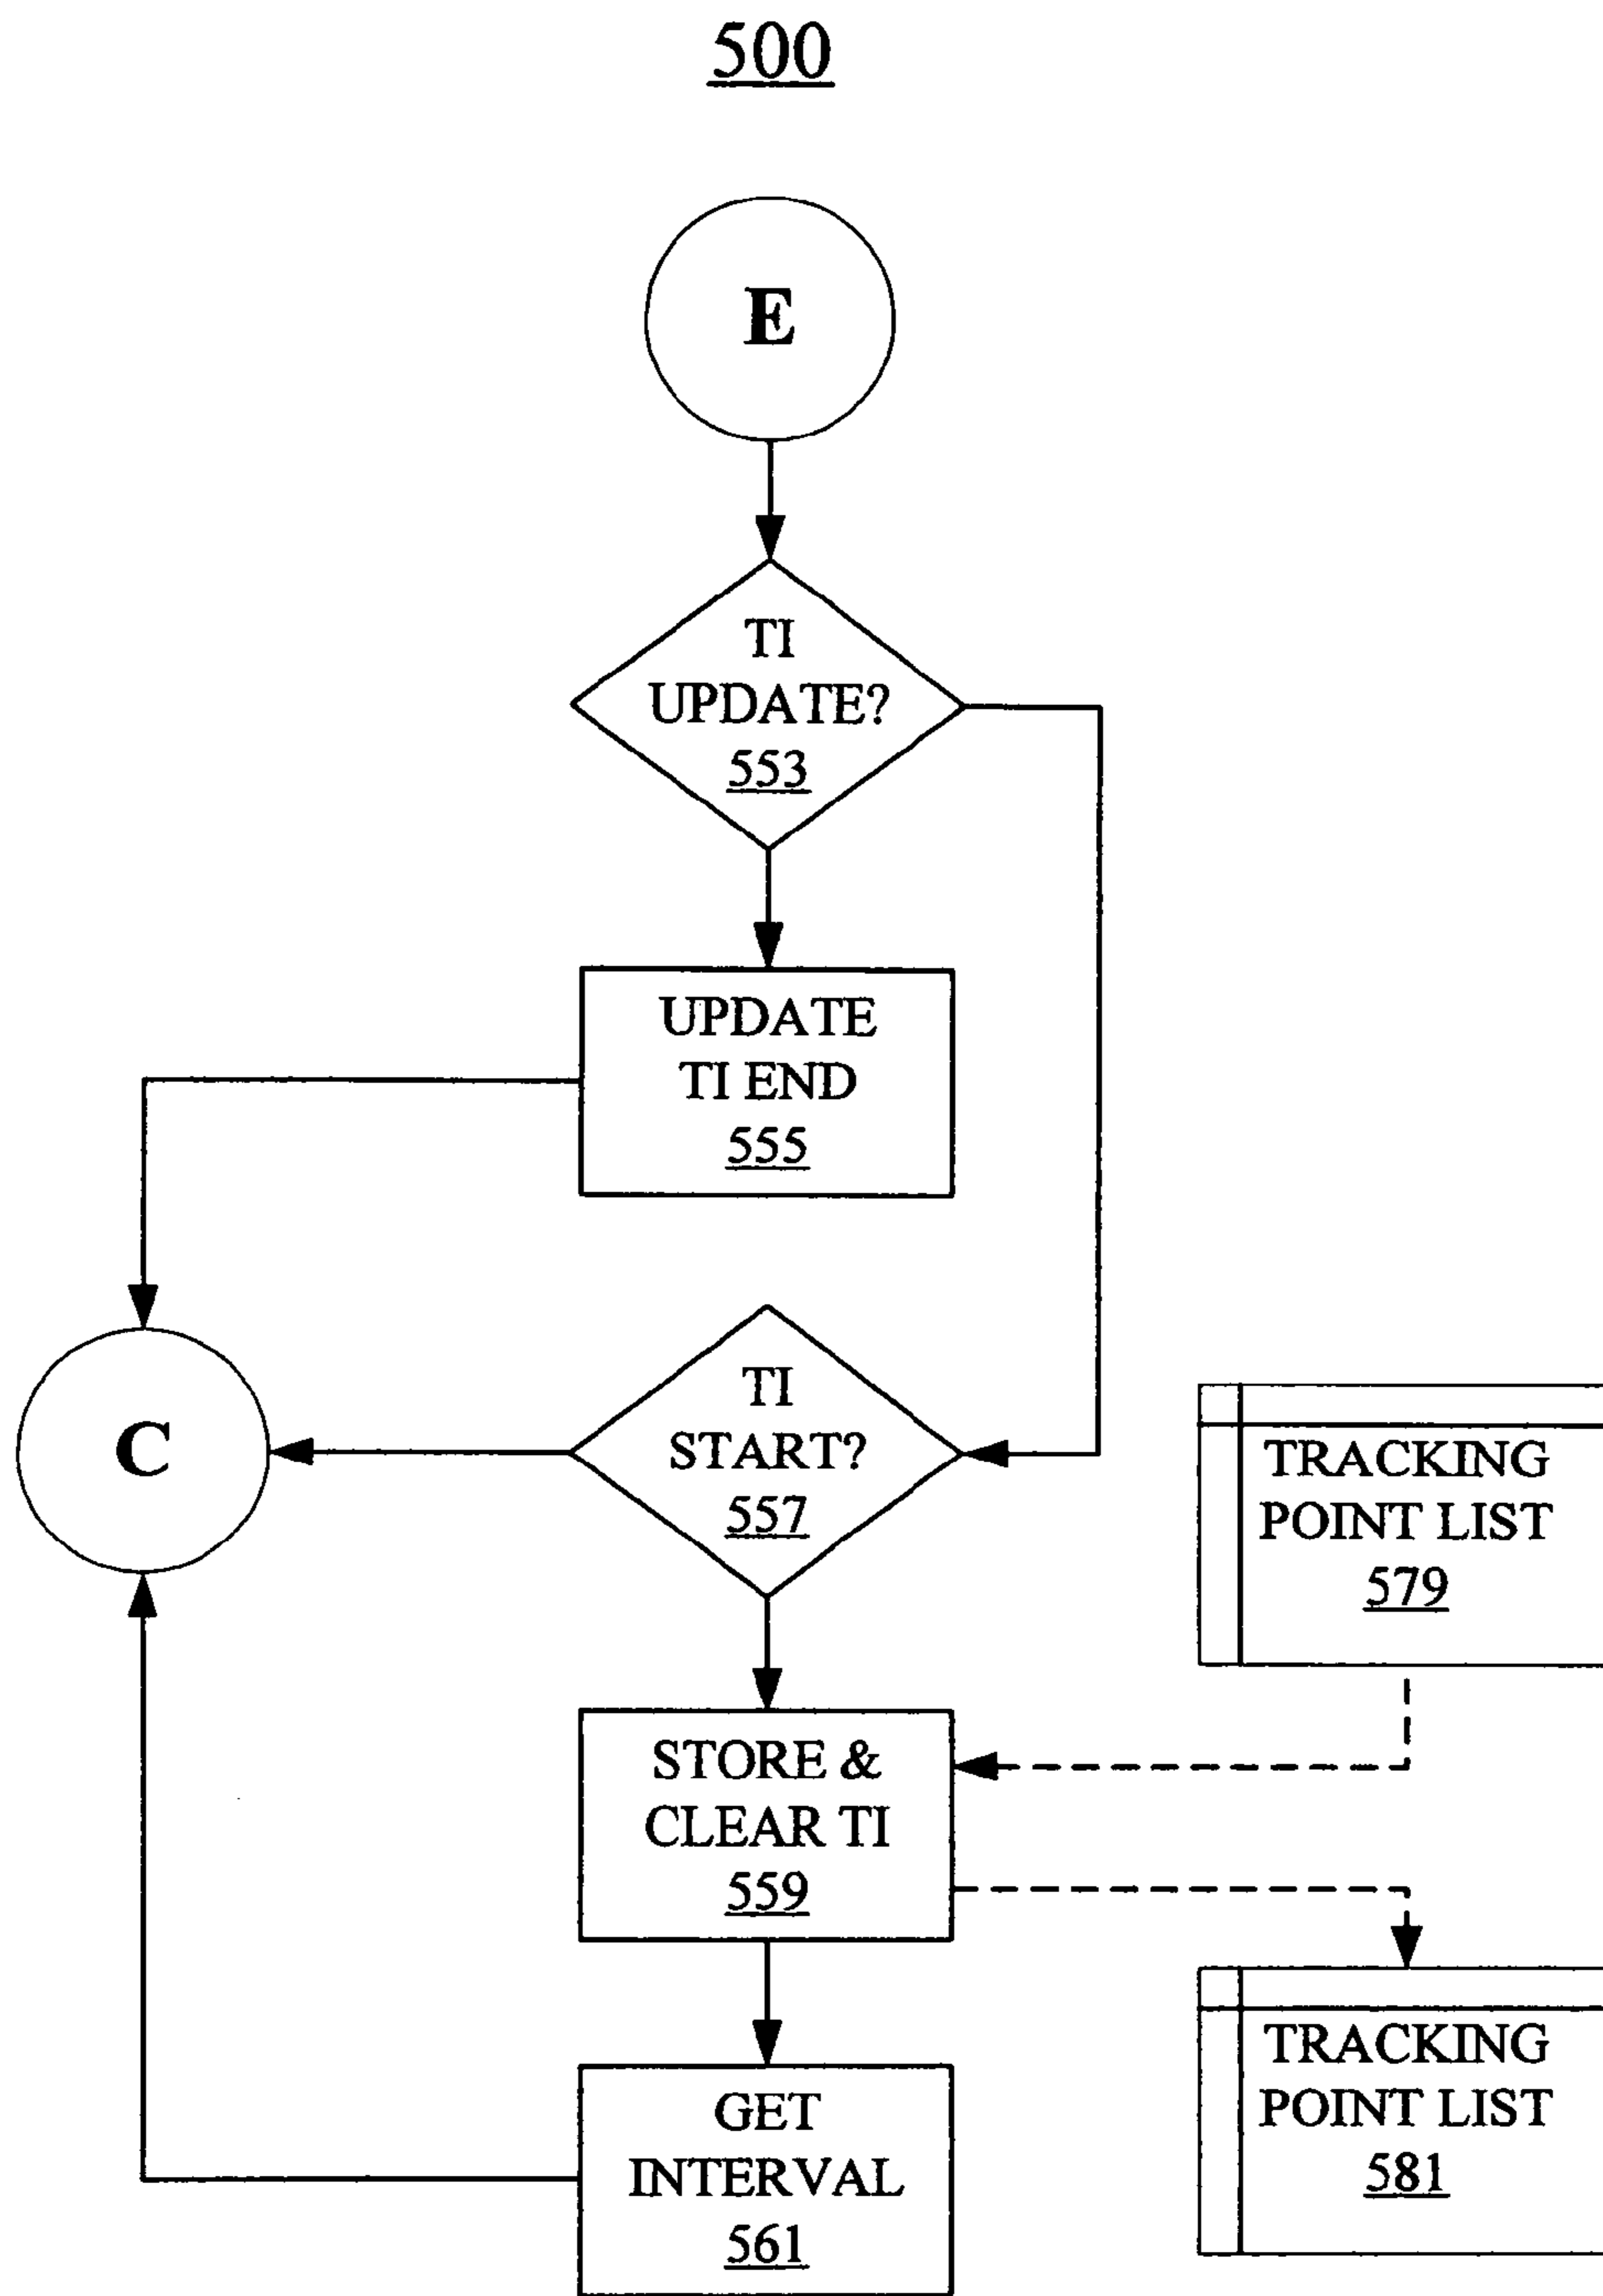 500
E
TI
UPDATE?
553
UPDATE
TI END
555
C
TI
START?
557
TRACKING
POINT LIST
579
STORE &
CLEAR TI
559
TRACKING
POINT LIST
581
GET
INTERVAL
561